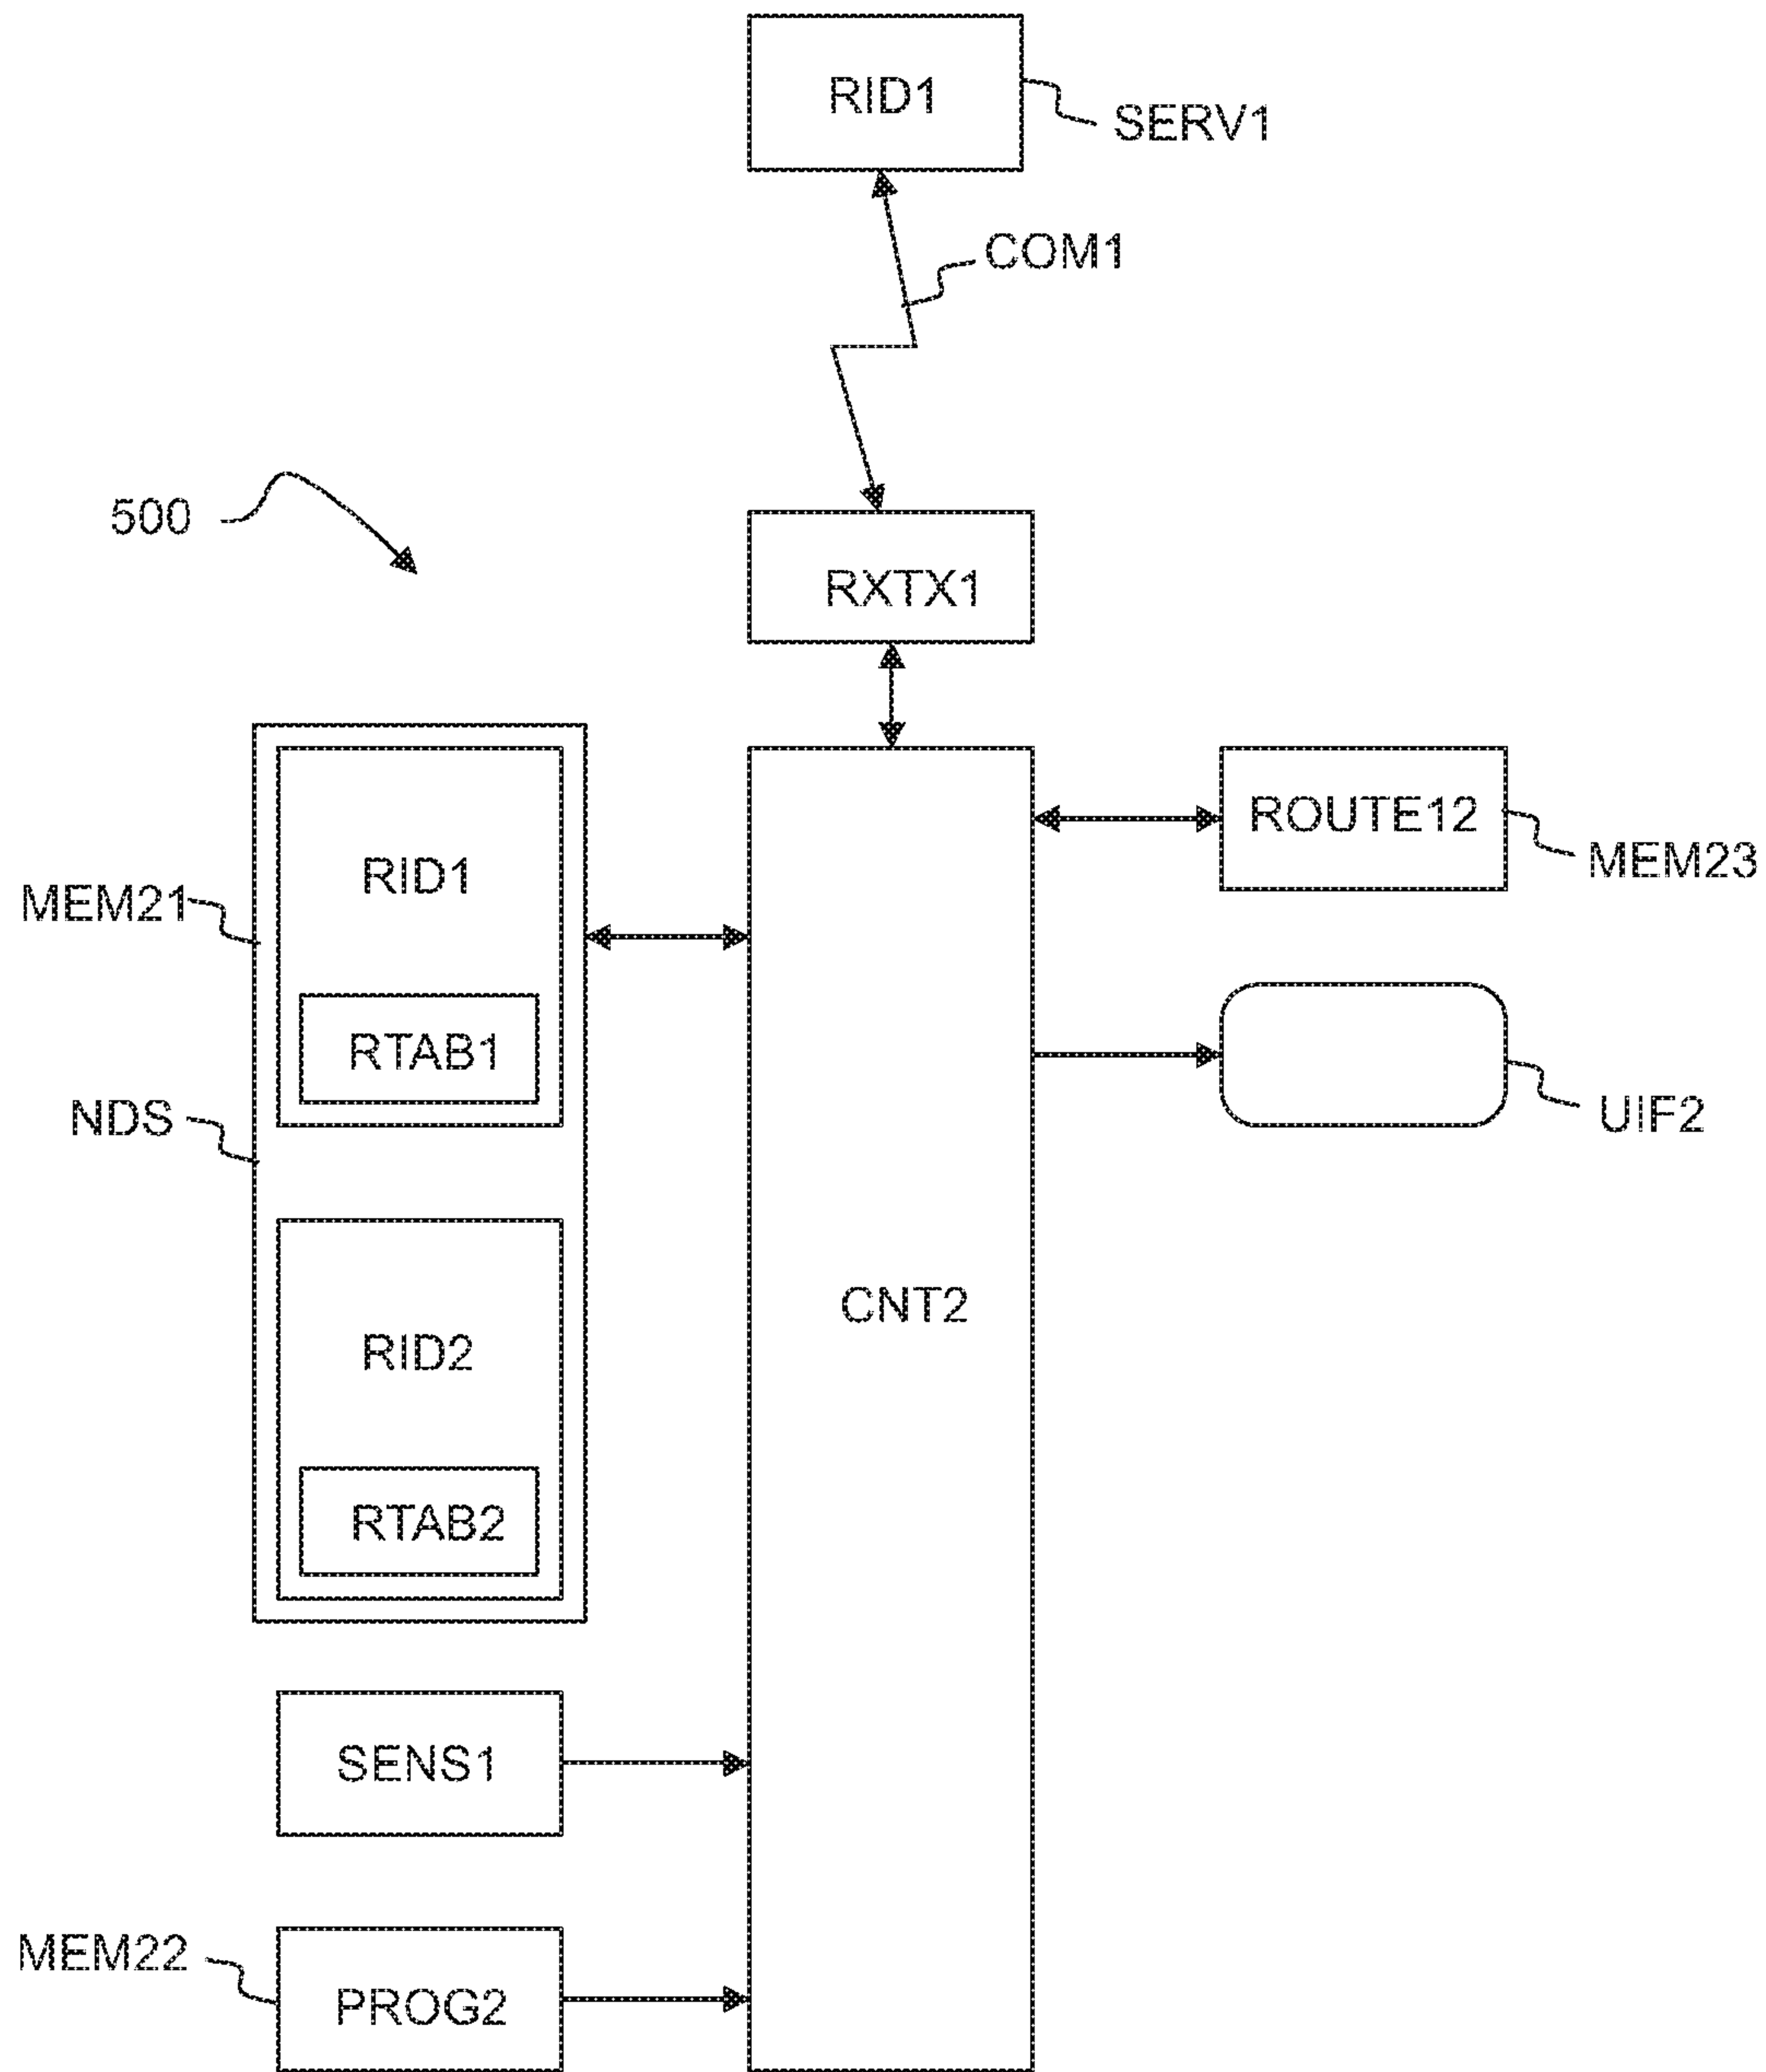 RID1
SERV1
COM1
500
RXTX1
ROUTE12
MEM23
RID1
MEM21
RTAB1
NDS
UIF2
CNT2
RID2
RTAB2
SENS1
MEM22
PROG2